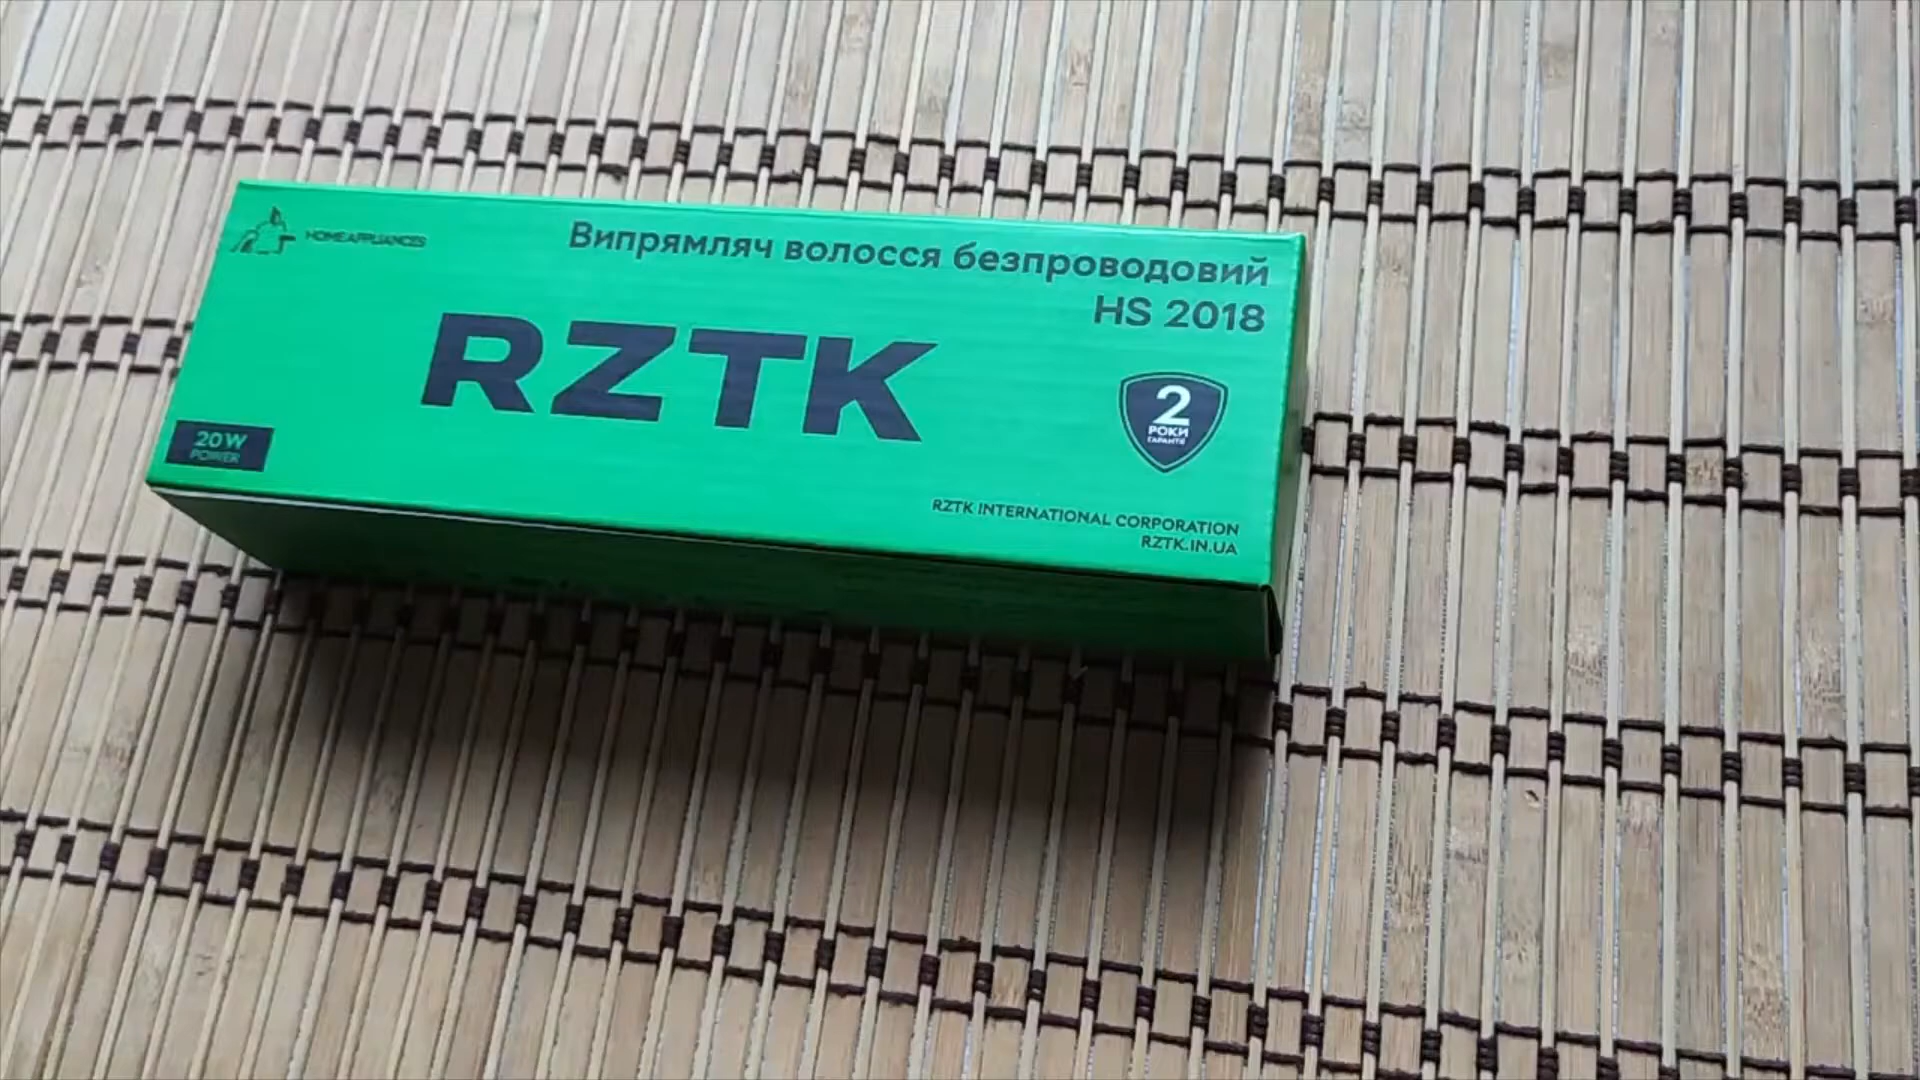 HOMEAPPLIANCES
Випрямляч волосся безпроводовий
HS 2018
RZTK
2
РОКИ
ГАРАНТІЇ
20W
POWER
RZTK INTERNATIONAL CORPORATION
RZTK.IN.UA